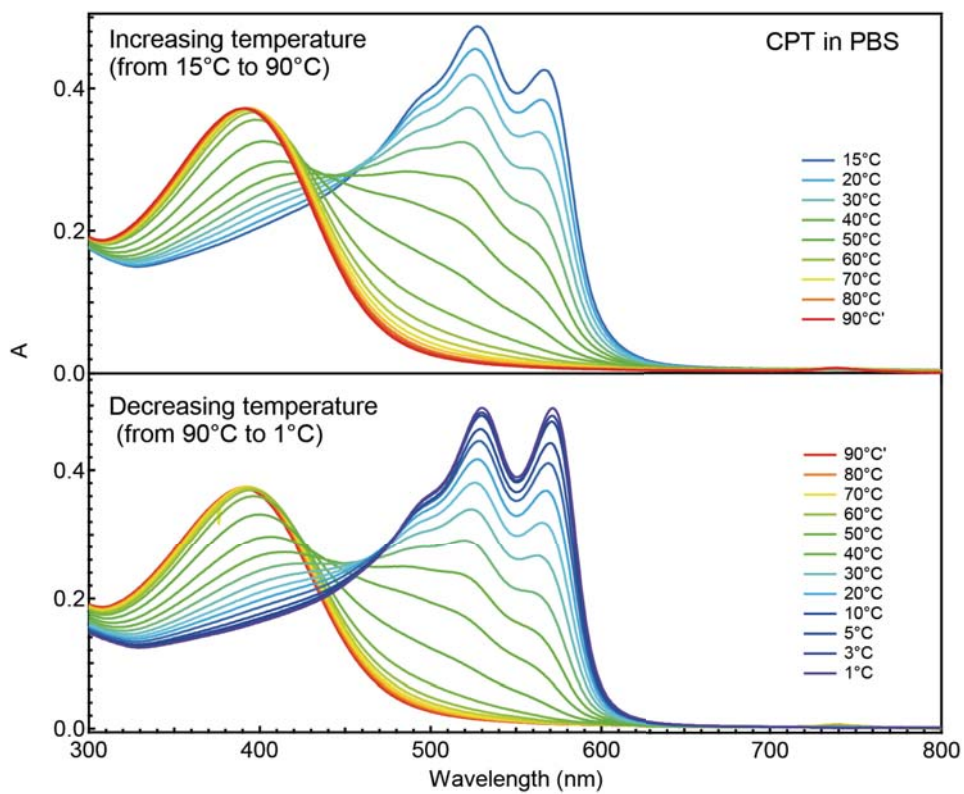 Increasing temperature
(from 15°C to 90°C)
CPT in PBS
15°C
20°C
30°C
40°C
50°C
60°C
70°C
80°C
90°C'
0.4
0.2
0.0
A
Decreasing temperature
(from 90°C to 1°C)
90°C'
80°C
70°C
60°C
50°C
40°C
30°C
20°C
10°C
5°C
3°C
1°C
0.4
0.2
0.0
300 400 500 600 700 800
Wavelength (nm)